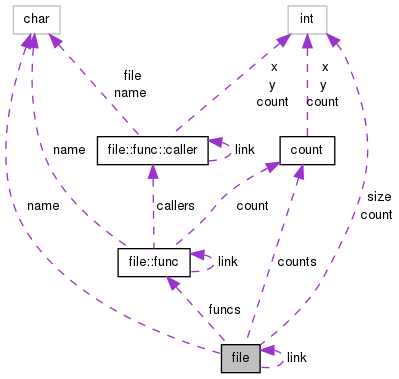 char
int
file
name
x
y
count
x
y
count
file::func::caller
link
count
name
name
callers
count
size
count
file::func
link
counts
funcs
file
link